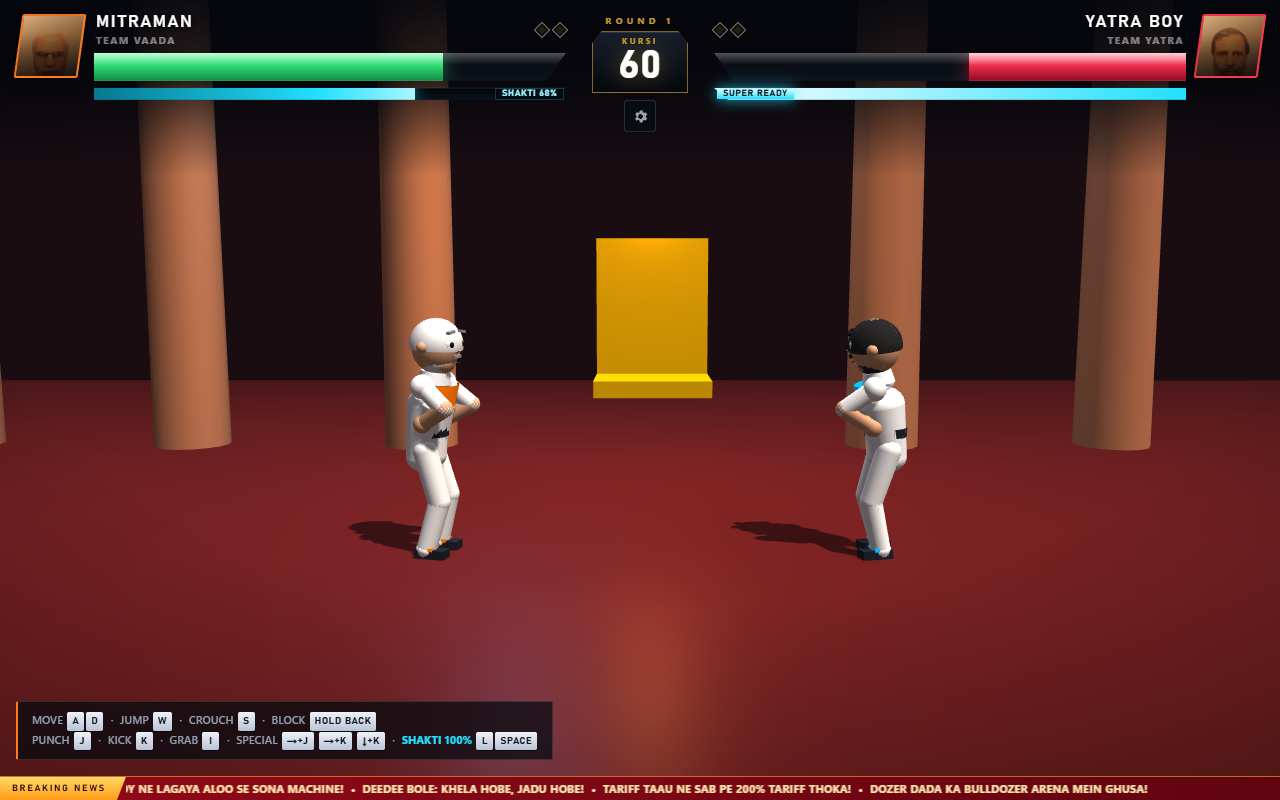 MITRAMAN
TEAM VAADA
SHAKTI 68%
ROUND 1
KURSI
60
YATRA BOY
TEAM YATRA
SUPER READY
MOVE A D · JUMP W · CROUCH S · BLOCK HOLD BACK
PUNCH J · KICK K · GRAB I · SPECIAL →+J →+K ↓+K · SHAKTI 100% L SPACE
BREAKING NEWS
NE LAGAYA ALOO SE SONA MACHINE! • DEEDEE BOLE: KHELA HOBE, JADU HOBE! • TARIFF TAAU NE SAB PE 200% TARIFF THOKA! • DOZER DADA KA BULLDOZER ARENA MEIN GHUSA!